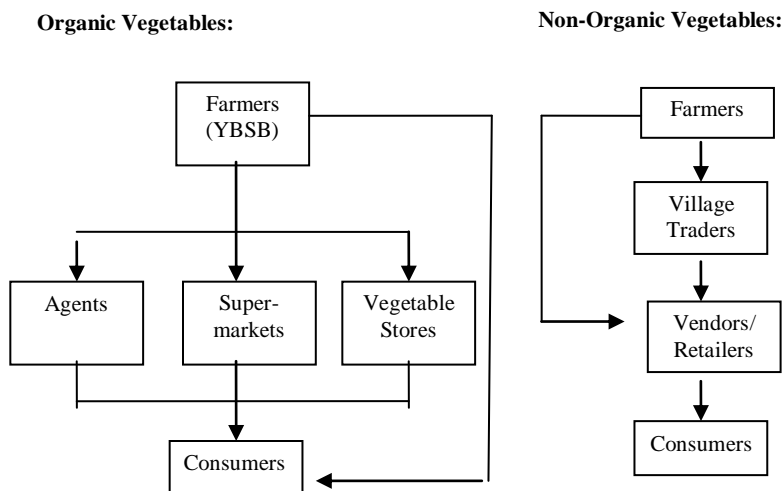 Organic Vegetables:
Farmers
(YBSB)
Agents
Super-
markets
Vegetable
Stores
Consumers
Non-Organic Vegetables:
Farmers
Village
Traders
Vendors/
Retailers
Consumers